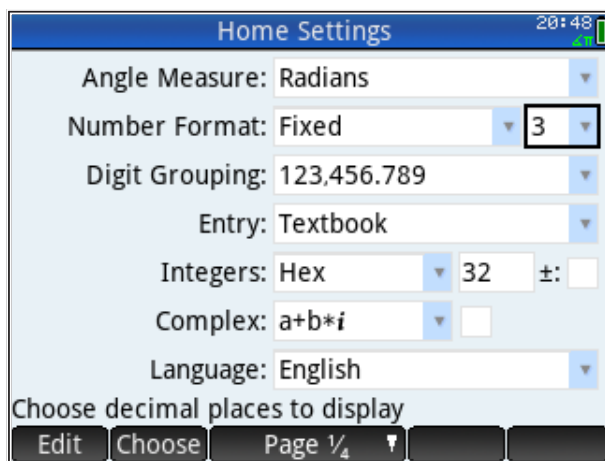 Home Settings 20:48
∡π
Angle Measure: Radians
Number Format: Fixed 3
Digit Grouping: 123,456.789
Entry: Textbook
Integers: Hex 32 ±:
Complex: a+b*i
Language: English
Choose decimal places to display
Edit Choose Page ¼